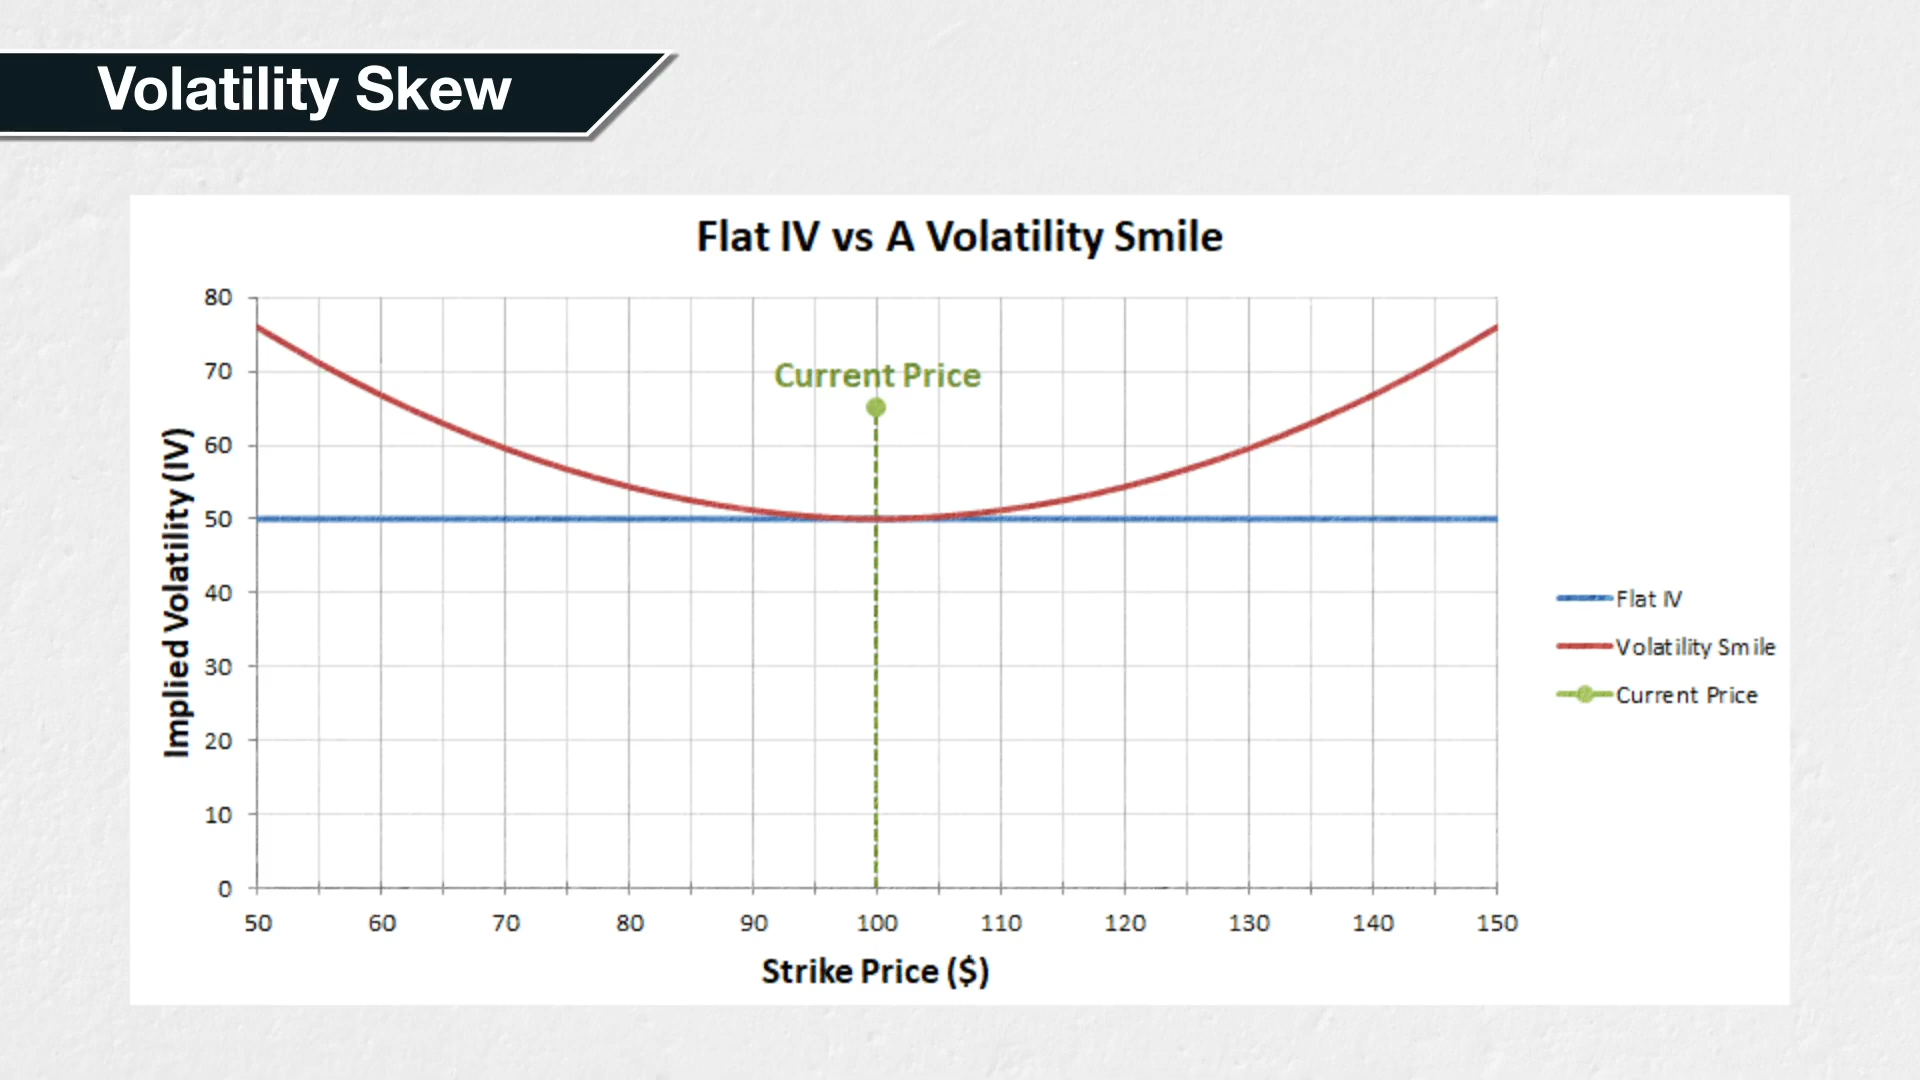 Volatility Skew
Flat IV vs A Volatility Smile
80
70
60
50
40
30
20
10
0
Implied Volatility (IV)
Current Price
50 60 70 80 90 100 110 120 130 140 150
Strike Price ($)
Flat IV
Volatility Smile
Current Price